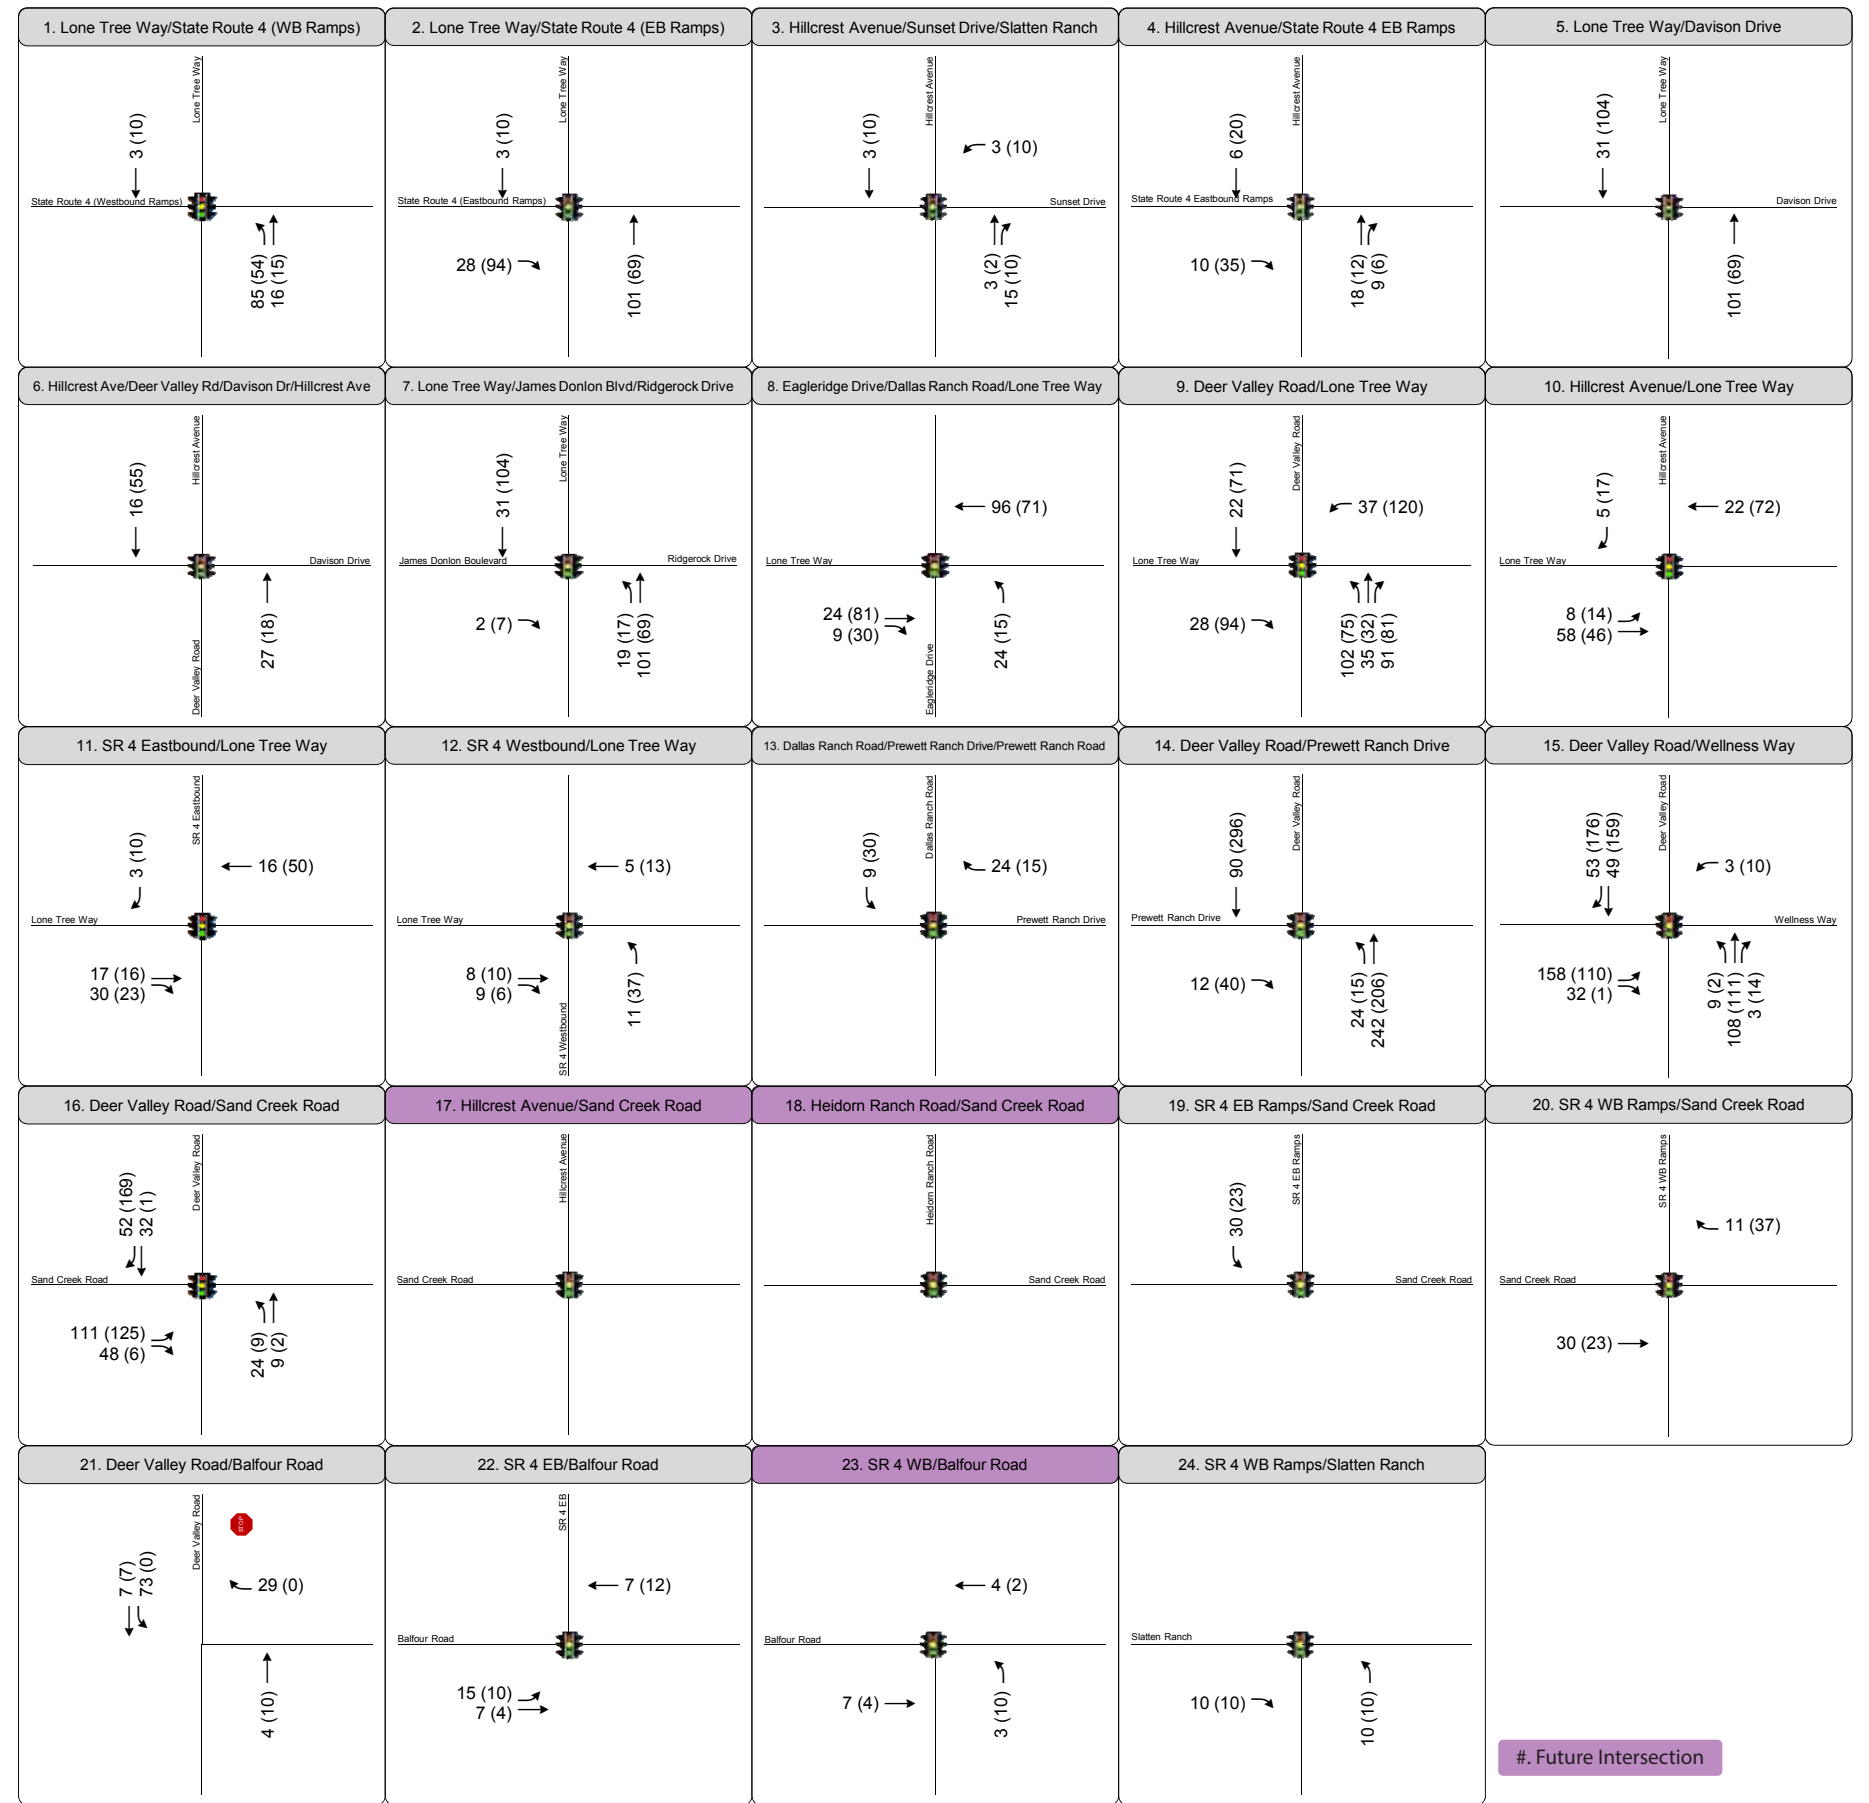 1. Lone Tree Way/State Route 4 (WB Ramps)
Lone Tree Way
3 (10)
State Route 4 (Westbound Ramps)
85 (54)
16 (15)
2. Lone Tree Way/State Route 4 (EB Ramps)
Lone Tree Way
3 (10)
State Route 4 (Eastbound Ramps)
28 (94)
101 (69)
3. Hillcrest Avenue/Sunset Drive/Slatten Ranch
Hillcrest Avenue
3 (10)
3 (10)
Sunset Drive
3 (2)
15 (10)
4. Hillcrest Avenue/State Route 4 EB Ramps
Hillcrest Avenue
6 (20)
State Route 4 Eastbound Ramps
10 (35)
18 (12)
9 (6)
5. Lone Tree Way/Davison Drive
Lone Tree Way
31 (104)
Davison Drive
101 (69)
6. Hillcrest Ave/Deer Valley Rd/Davison Dr/Hillcrest Ave
Hillcrest Avenue
16 (55)
Davison Drive
27 (18)
Deer Valley Road
7. Lone Tree Way/James Donlon Blvd/Ridgerock Drive
Lone Tree Way
31 (104)
James Donlon Boulevard
Ridgerock Drive
2 (7)
19 (17)
101 (69)
8. Eagleridge Drive/Dallas Ranch Road/Lone Tree Way
96 (71)
Lone Tree Way
24 (81)
9 (30)
24 (15)
Eagleridge Drive
9. Deer Valley Road/Lone Tree Way
Deer Valley Road
22 (71)
37 (120)
Lone Tree Way
28 (94)
102 (75)
35 (32)
91 (81)
10. Hillcrest Avenue/Lone Tree Way
Hillcrest Avenue
5 (17)
22 (72)
Lone Tree Way
8 (14)
58 (46)
11. SR 4 Eastbound/Lone Tree Way
SR 4 Eastbound
3 (10)
16 (50)
Lone Tree Way
17 (16)
30 (23)
12. SR 4 Westbound/Lone Tree Way
5 (13)
Lone Tree Way
8 (10)
9 (6)
11 (37)
SR 4 Westbound
13. Dallas Ranch Road/Prewett Ranch Drive/Prewett Ranch Road
Dallas Ranch Road
9 (30)
24 (15)
Prewett Ranch Drive
14. Deer Valley Road/Prewett Ranch Drive
Deer Valley Road
90 (296)
Prewett Ranch Drive
12 (40)
24 (15)
242 (206)
15. Deer Valley Road/Wellness Way
Deer Valley Road
53 (176)
49 (159)
3 (10)
Wellness Way
158 (110)
32 (1)
9 (2)
108 (111)
3 (14)
16. Deer Valley Road/Sand Creek Road
Deer Valley Road
52 (169)
32 (1)
Sand Creek Road
111 (125)
48 (6)
24 (9)
9 (2)
17. Hillcrest Avenue/Sand Creek Road
Hillcrest Avenue
Sand Creek Road
18. Heidorn Ranch Road/Sand Creek Road
Heidorn Ranch Road
Sand Creek Road
19. SR 4 EB Ramps/Sand Creek Road
SR 4 EB Ramps
30 (23)
Sand Creek Road
20. SR 4 WB Ramps/Sand Creek Road
SR 4 WB Ramps
11 (37)
Sand Creek Road
30 (23)
21. Deer Valley Road/Balfour Road
Deer Valley Road
STOP
7 (7)
73 (0)
29 (0)
4 (10)
22. SR 4 EB/Balfour Road
SR 4 EB
7 (12)
Balfour Road
15 (10)
7 (4)
23. SR 4 WB/Balfour Road
4 (2)
Balfour Road
7 (4)
3 (10)
24. SR 4 WB Ramps/Slatten Ranch
Slatten Ranch
10 (10)
10 (10)
#. Future Intersection